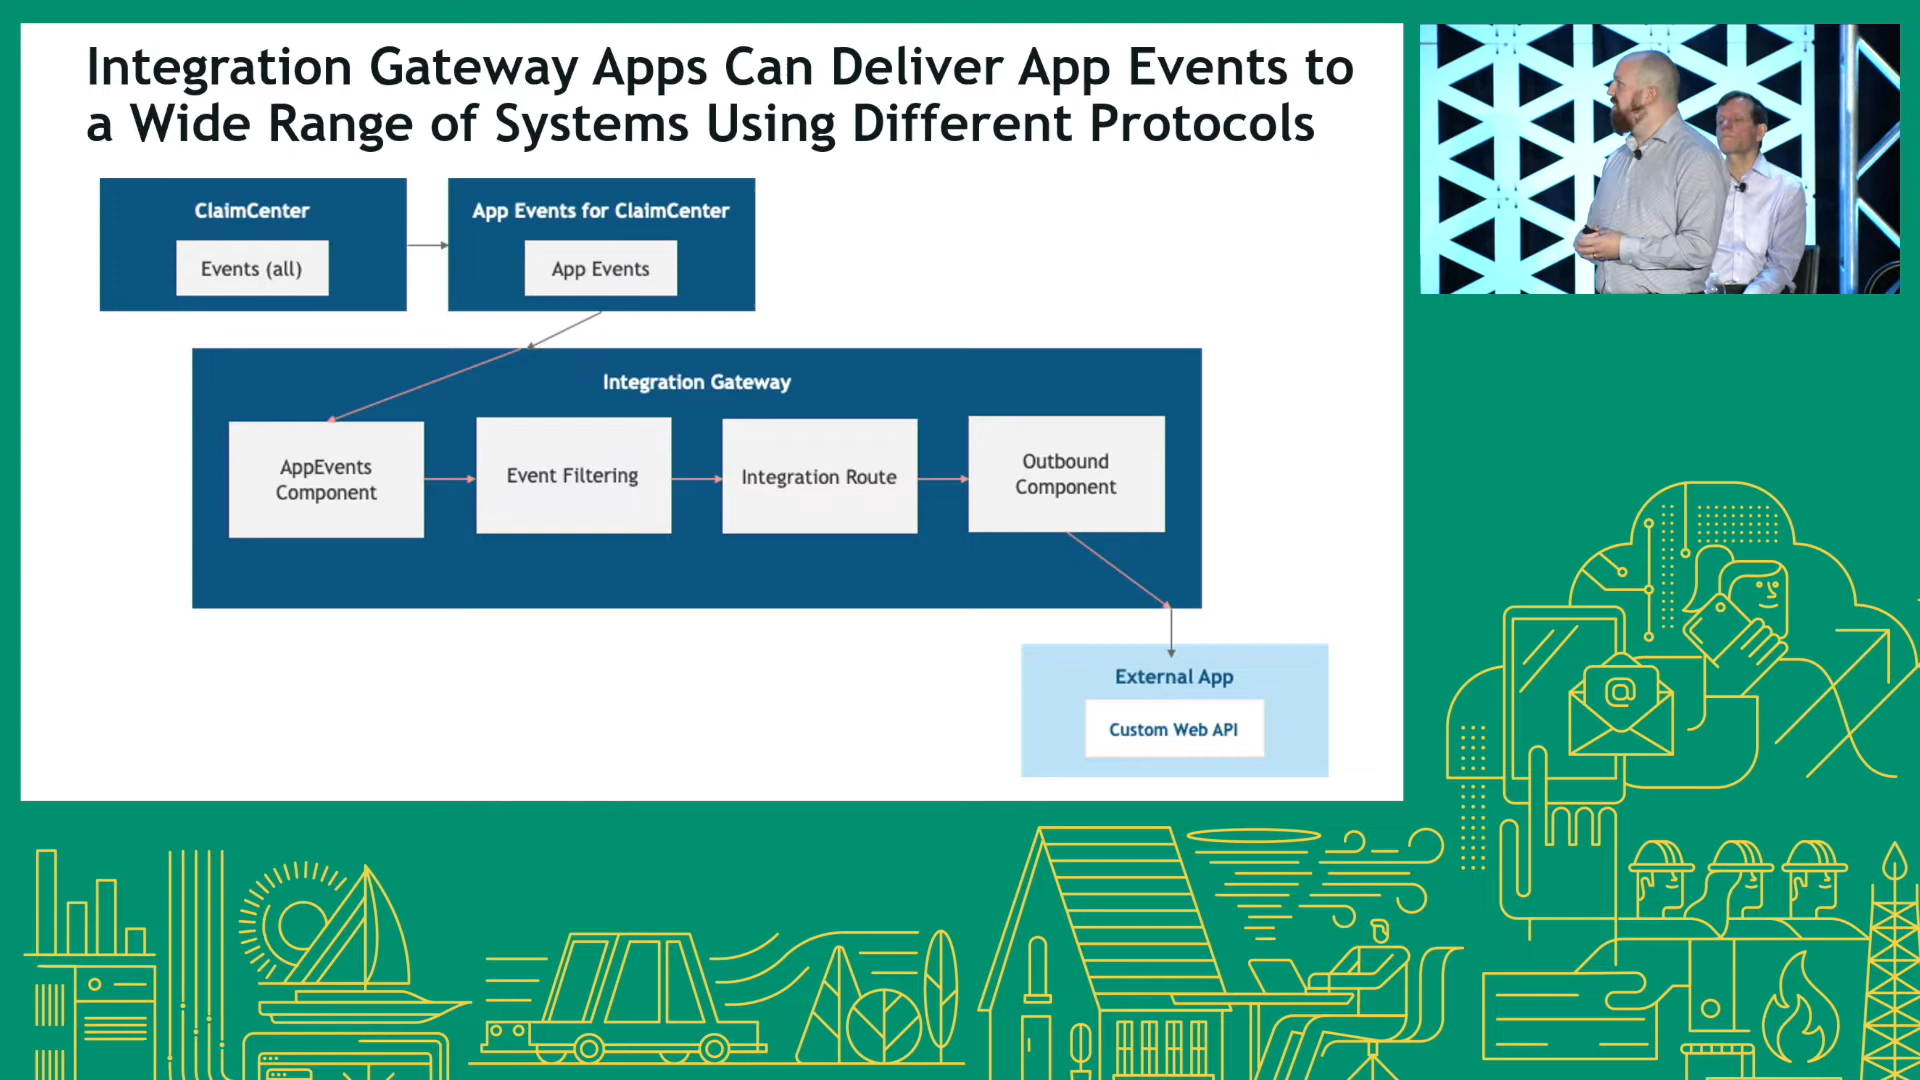 Integration Gateway Apps Can Deliver App Events to
a Wide Range of Systems Using Different Protocols
ClaimCenter
Events (all)
App Events for ClaimCenter
App Events
Integration Gateway
AppEvents
Component
Event Filtering
Integration Route
Outbound
Component
External App
Custom Web API
@